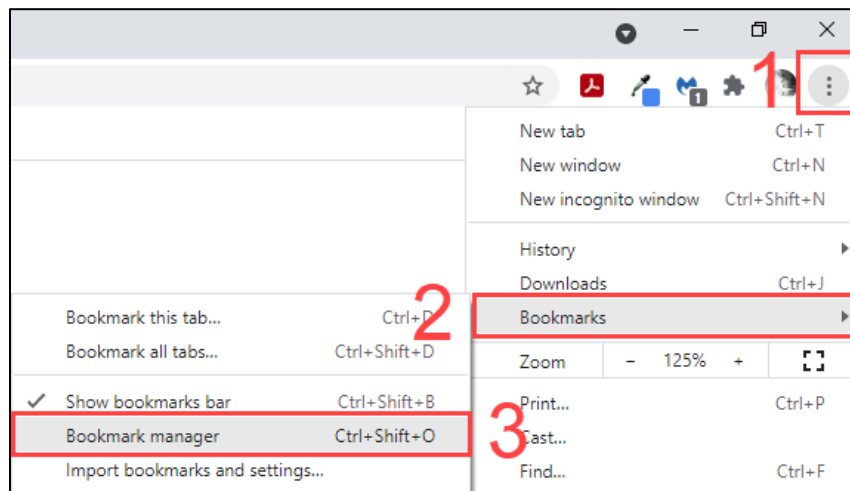 1
1
New tab Ctrl+T
New window Ctrl+N
New incognito window Ctrl+Shift+N
History
Downloads Ctrl+J
2
Bookmarks
Bookmark this tab... Ctrl+D
Bookmark all tabs... Ctrl+Shift+D
Zoom - 125% +
Show bookmarks bar Ctrl+Shift+B
Print... Ctrl+P
Bookmark manager Ctrl+Shift+O
3
Cast...
Import bookmarks and settings...
Find... Ctrl+F